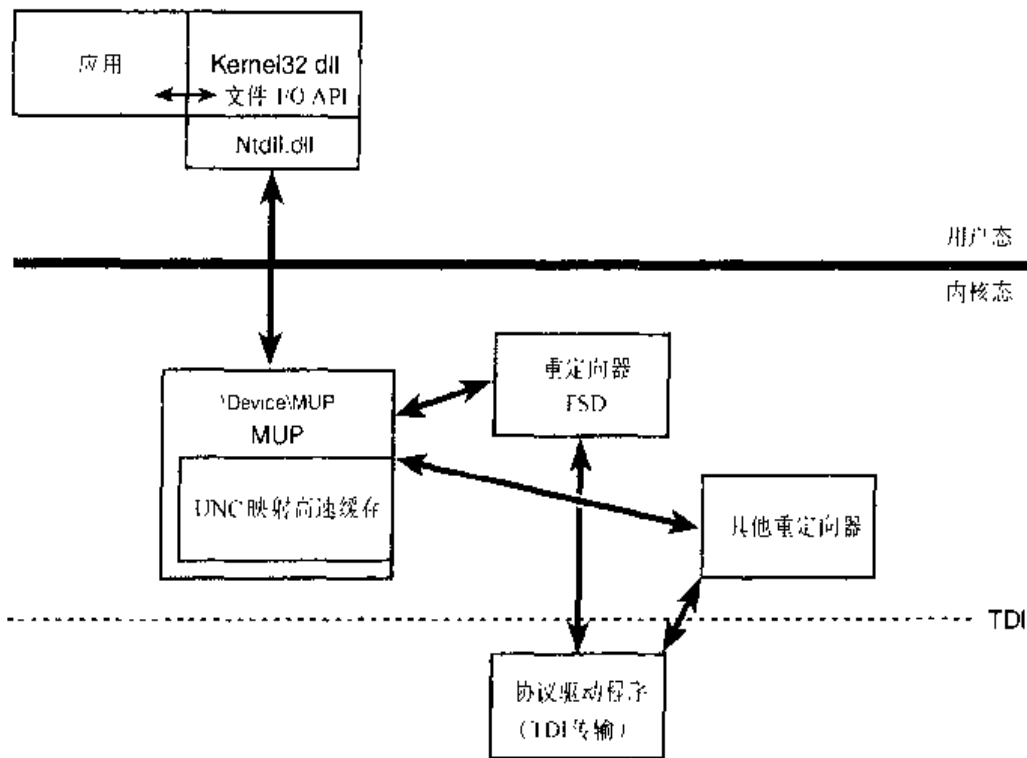 应用
Kernel32 dll
文件 I/O API
Ntdll.dll
用户态
内核态
\Device\MUP
MUP
UNC映射高速缓存
重定向器
FSD
其他重定向器
TDI
协议驱动程序
(TDI传输)